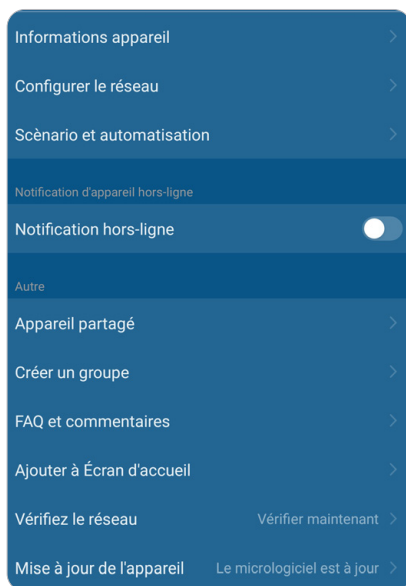 Informations appareil
Configurer le réseau
Scènario et automatisation
Notification d'appareil hors-ligne
Notification hors-ligne
Autre
Appareil partagé
Créer un groupe
FAQ et commentaires
Ajouter à Écran d'accueil
Vérifiez le réseau Vérifier maintenant
Mise à jour de l'appareil Le micrologiciel est à jour